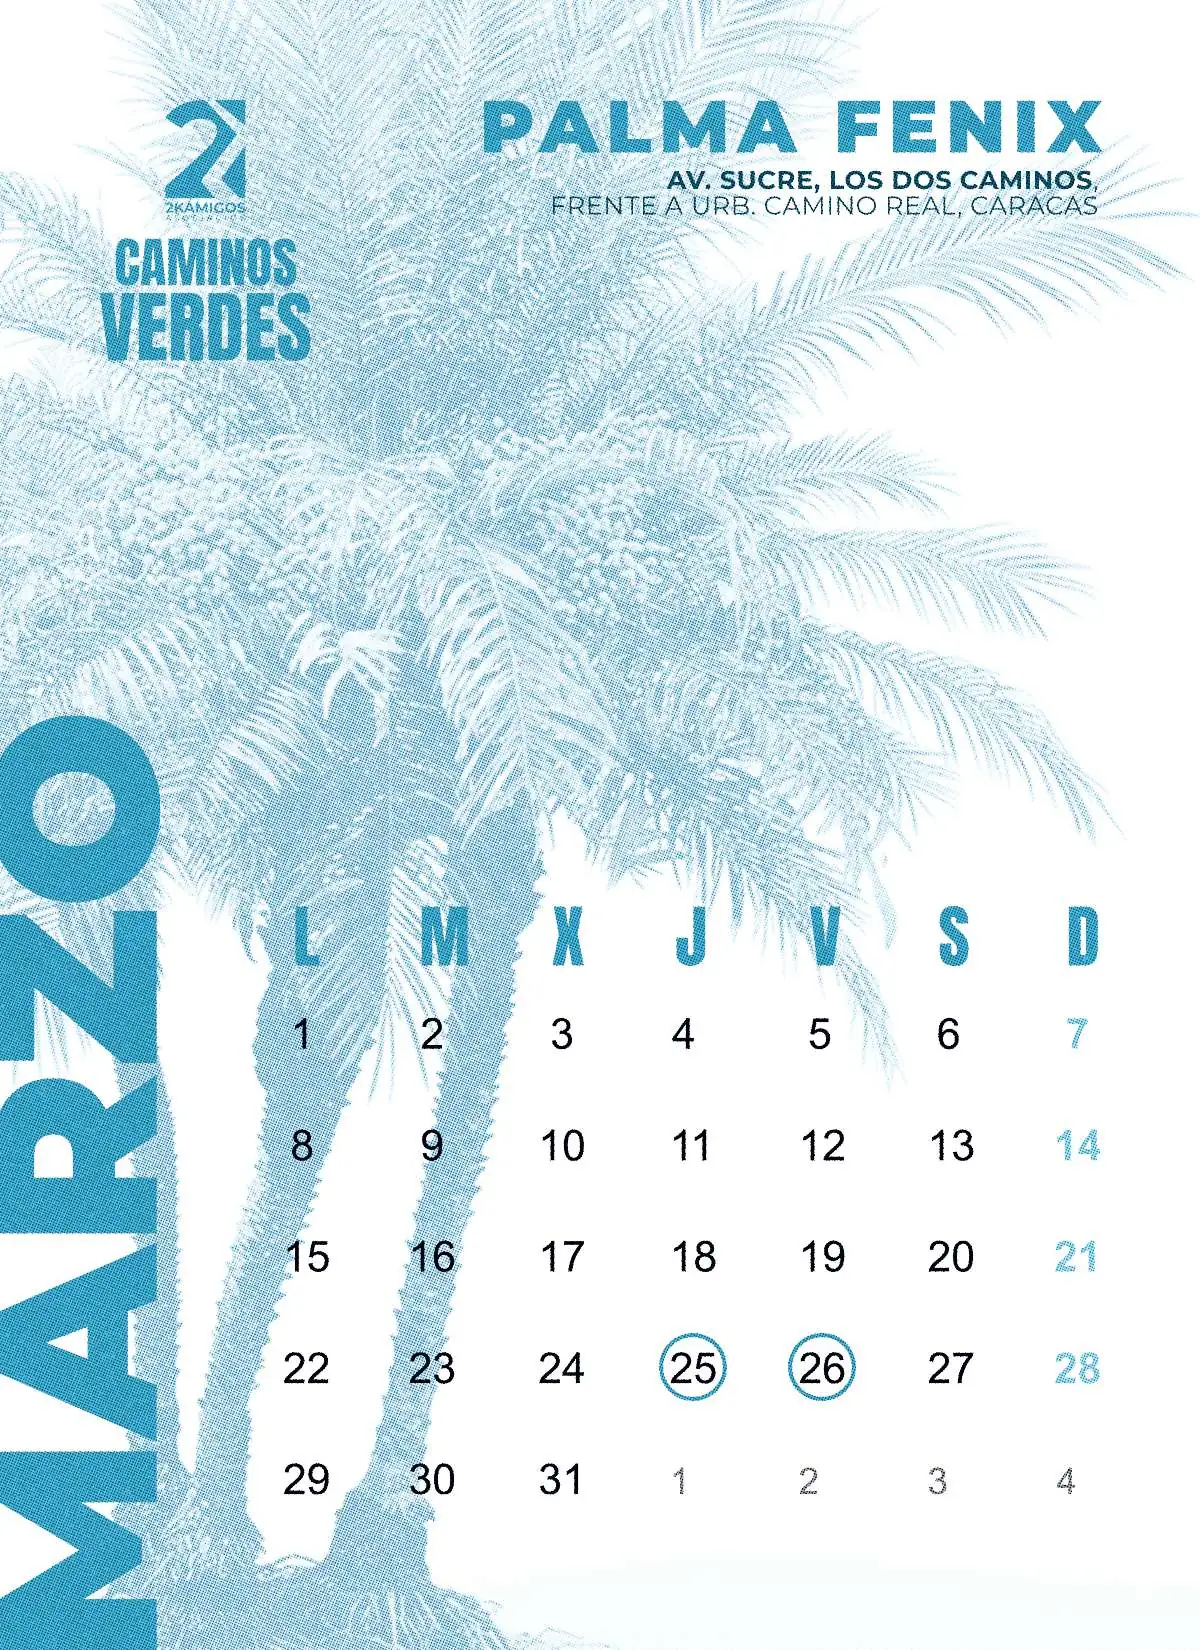 2KAMIGOS
CAMINOS
VERDES
PALMA FENIX
AV. SUCRE, LOS DOS CAMINOS,
FRENTE A URB. CAMINO REAL, CARACAS
MARZO
L M X J V S D
1 2 3 4 5 6 7
8 9 10 11 12 13 14
15 16 17 18 19 20 21
22 23 24 25 26 27 28
29 30 31 1 2 3 4